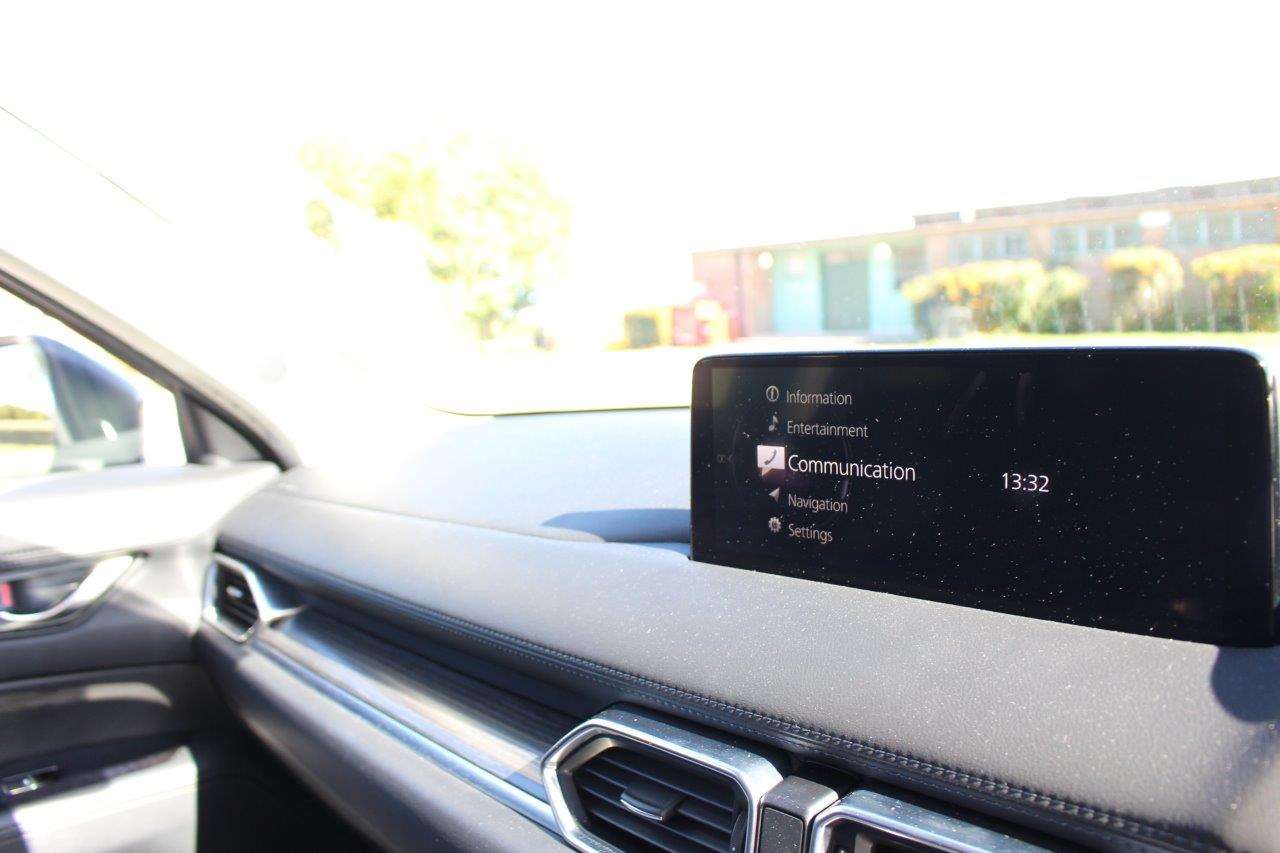 Information
Entertainment
Communication
13:32
Navigation
Settings